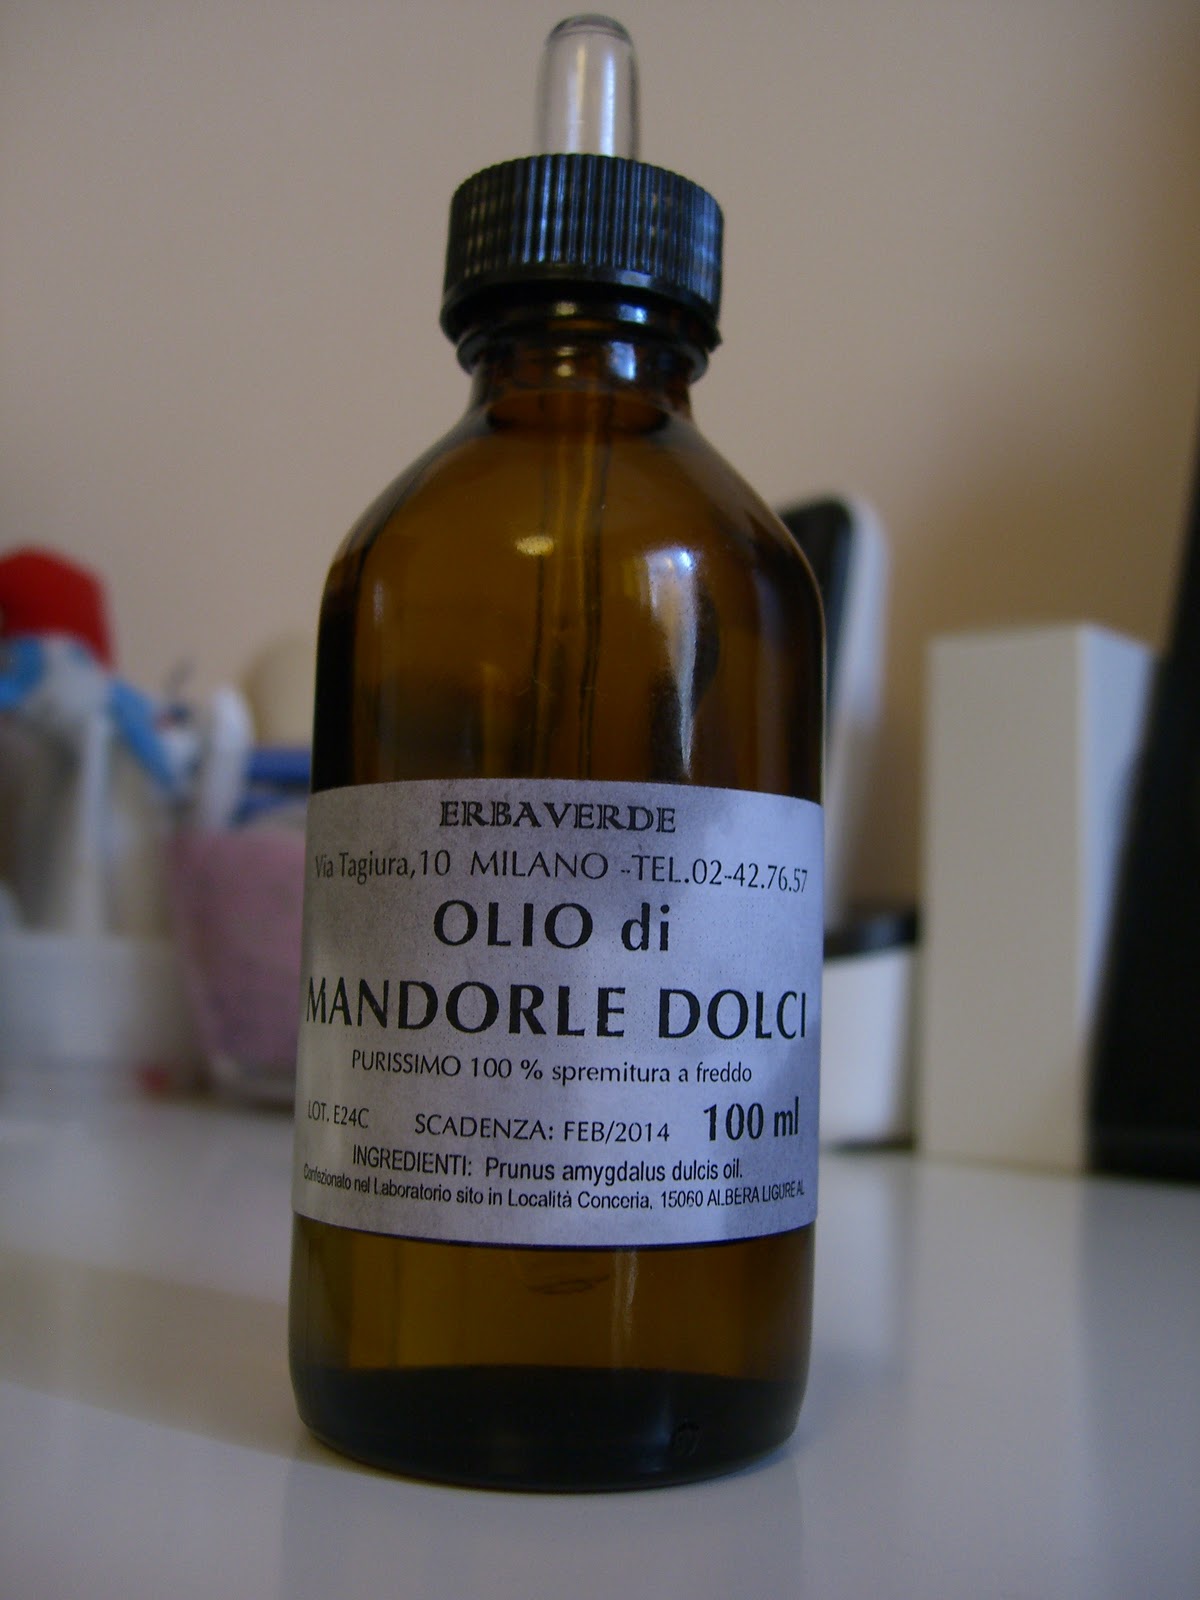 ERBAVERDE
Via Tagiura,10 MILANO -TEL.02-42.76.57
OLIO di
MANDORLE DOLCI
PURISSIMO 100 % spremitura a freddo
LOT. E24C SCADENZA: FEB/2014 100 ml
INGREDIENTI: Prunus amygdalus dulcis oil.
Confezionato nel Laboratorio sito in Località Conceria, 15060 ALBERA LIGURE AL